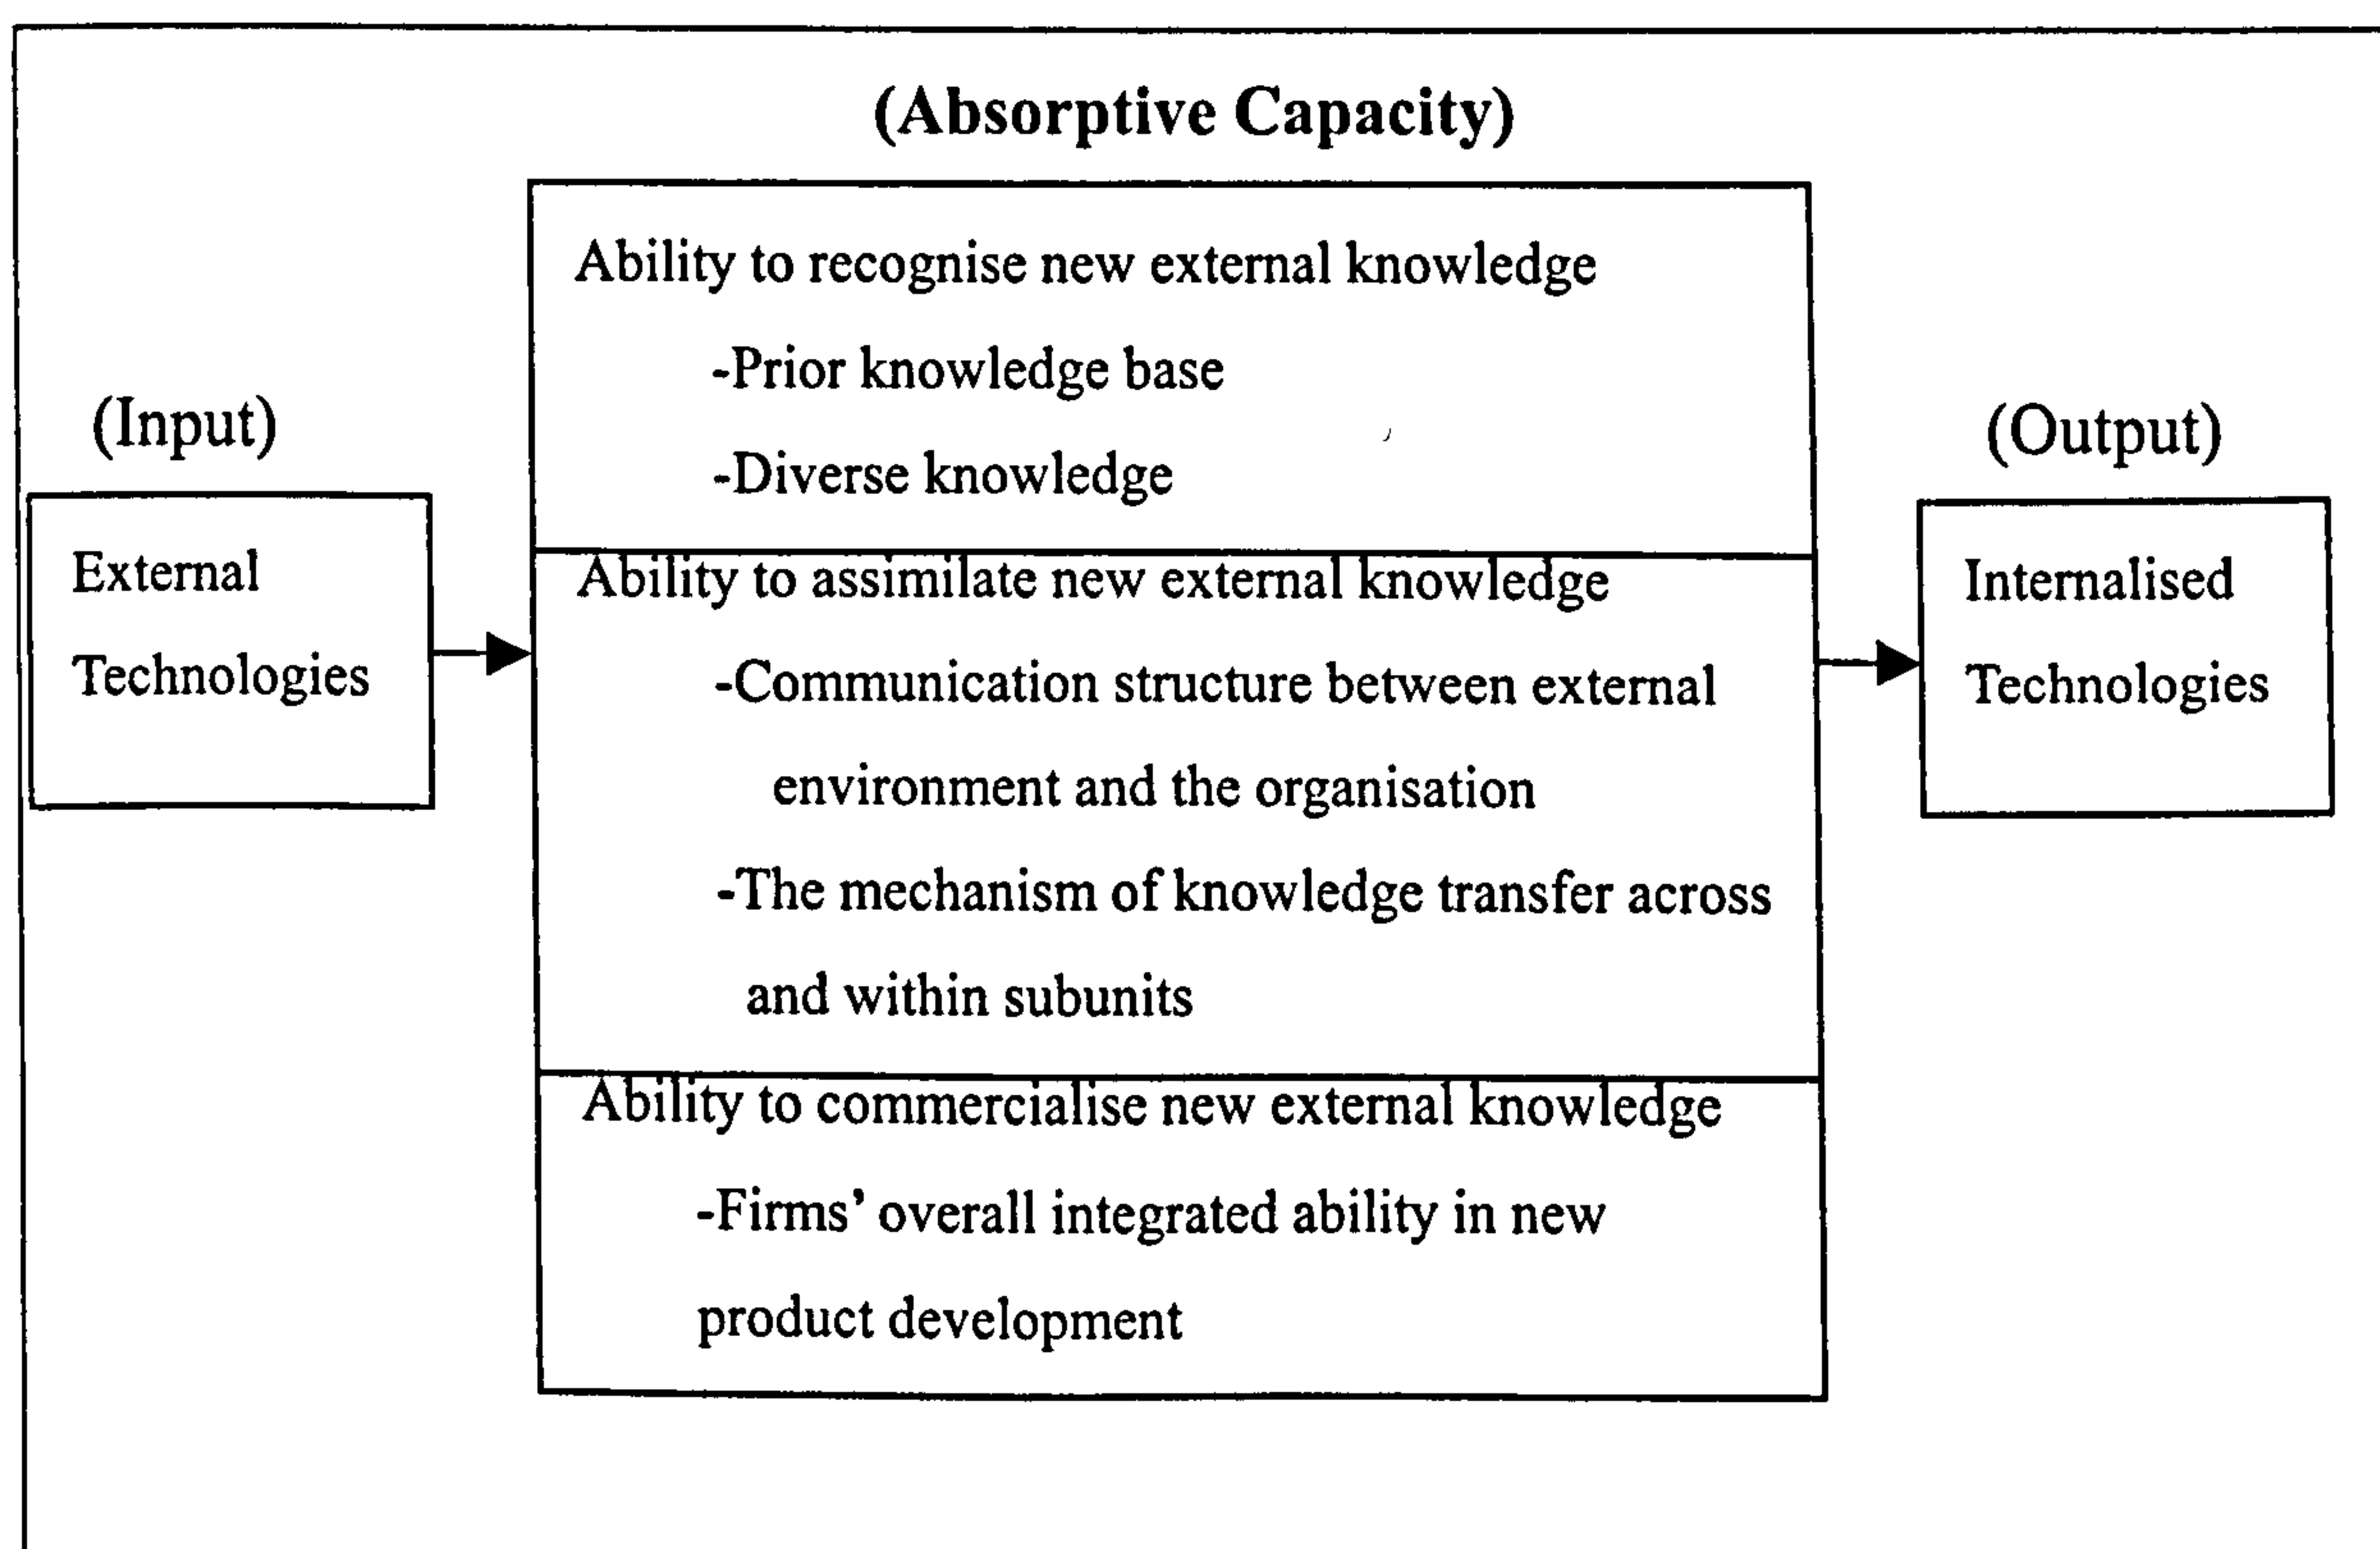 (Absorptive Capacity)
(Input)
External
Technologies
Ability to recognise new external knowledge
-Prior knowledge base
-Diverse knowledge
Ability to assimilate new external knowledge
-Communication structure between external
environment and the organisation
-The mechanism of knowledge transfer across
and within subunits
Ability to commercialise new external knowledge
-Firms’ overall integrated ability in new
product development
(Output)
Internalised
Technologies